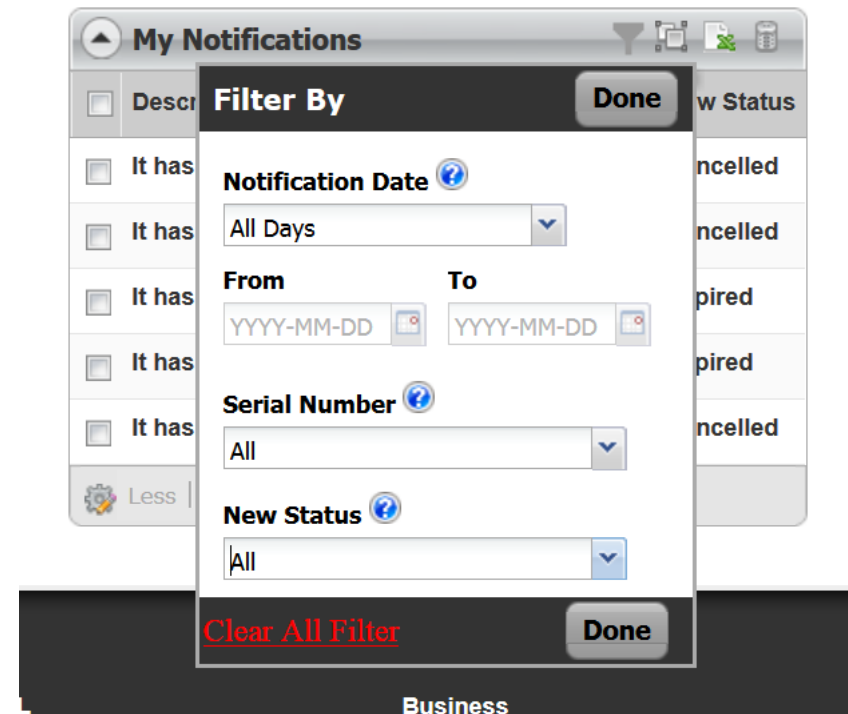 My Notifications
Descr
w Status
Filter By
Done
It has
ncelled
Notification Date
All Days
It has
ncelled
From
To
It has
pired
YYYY-MM-DD
YYYY-MM-DD
It has
pired
Serial Number
It has
ncelled
All
Less |
New Status
All
Clear All Filter
Done
Business